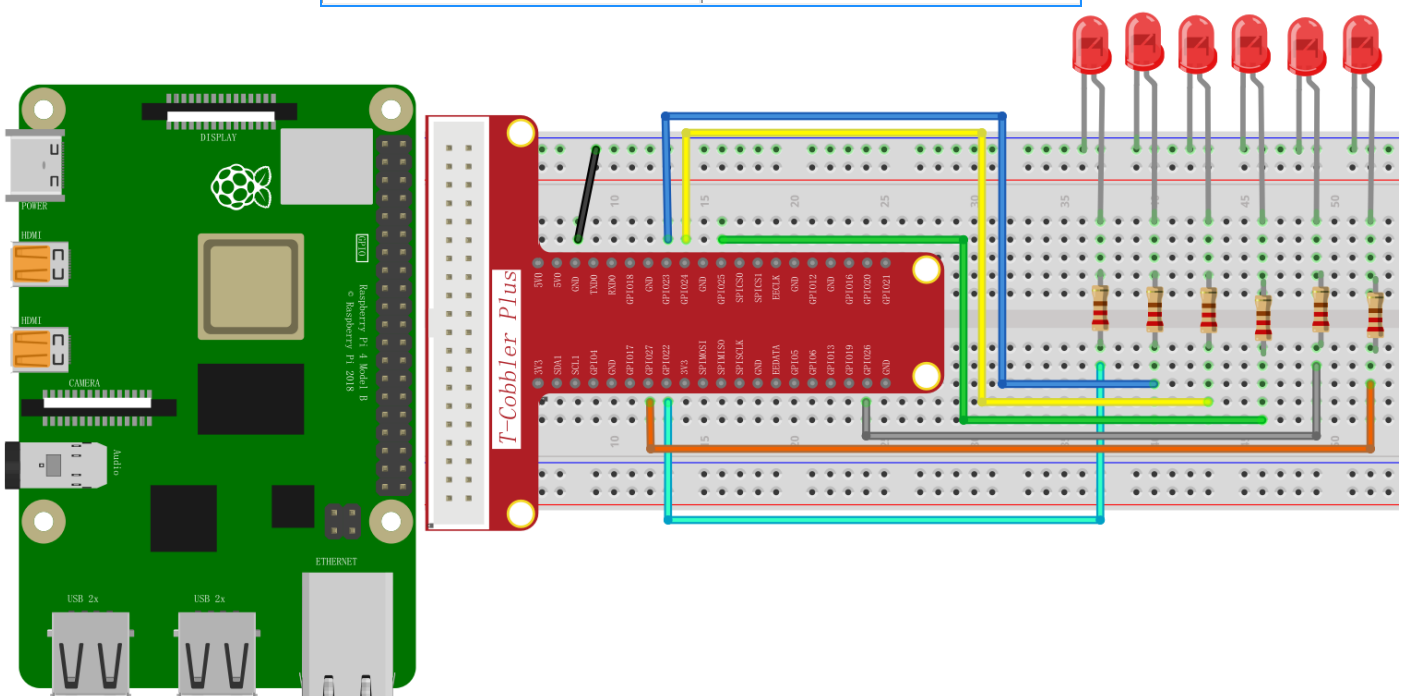 DISPLAY
POWER
HDMI
HDMI
CAMERA
Audio
GPIO
Raspberry Pi 4 Model B
© Raspberry Pi 2018
USB 2x
USB 2x
ETHERNET
T-Cobbler Plus
5V0 5V0 GND TXD0 RXD0 GPIO18 GND GPIO23 GPIO24 GND GPIO25 SPICS0 SPICS1 EECLK GND GPIO12 GND GPIO16 GPIO20 GPIO21
3V3 SDA1 SCL1 GPIO4 GND GPIO17 GPIO27 GPIO22 3V3 SPIMOSI SPIMISO SPISCLK GND EEDATA GPIO5 GPIO6 GPIO13 GPIO19 GPIO26 GND
10 15 20 25 30 35 40 45 50
10 15 20 25